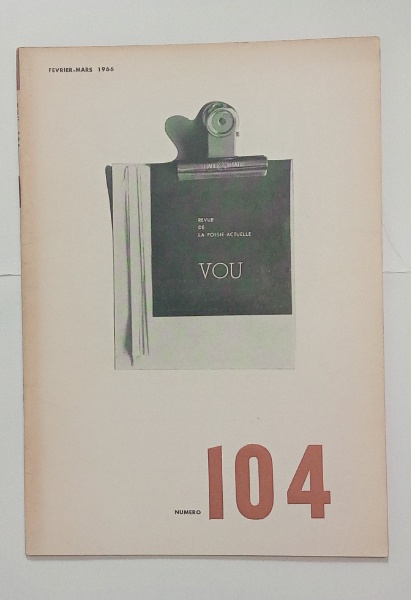 FEVRIER-MARS 1966
REVUE
DE
LA POESIE ACTUELLE
VOU
NUMERO 104